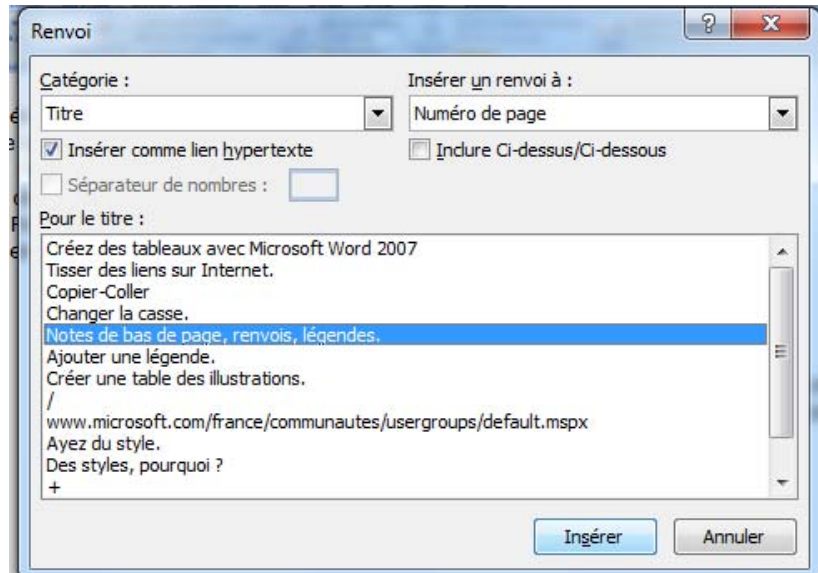 Renvoi
Catégorie :
Insérer un renvoi à :
Titre
Numéro de page
Insérer comme lien hypertexte
Inclure Ci-dessus/Ci-dessous
Séparateur de nombres :
Pour le titre :
Créez des tableaux avec Microsoft Word 2007
Tisser des liens sur Internet.
Copier-Coller
Changer la casse.
Notes de bas de page, renvois, légendes.
Ajouter une légende.
Créer une table des illustrations.
/
www.microsoft.com/france/communautes/usergroups/default.mspx
Ayez du style.
Des styles, pourquoi ?
+
Insérer
Annuler